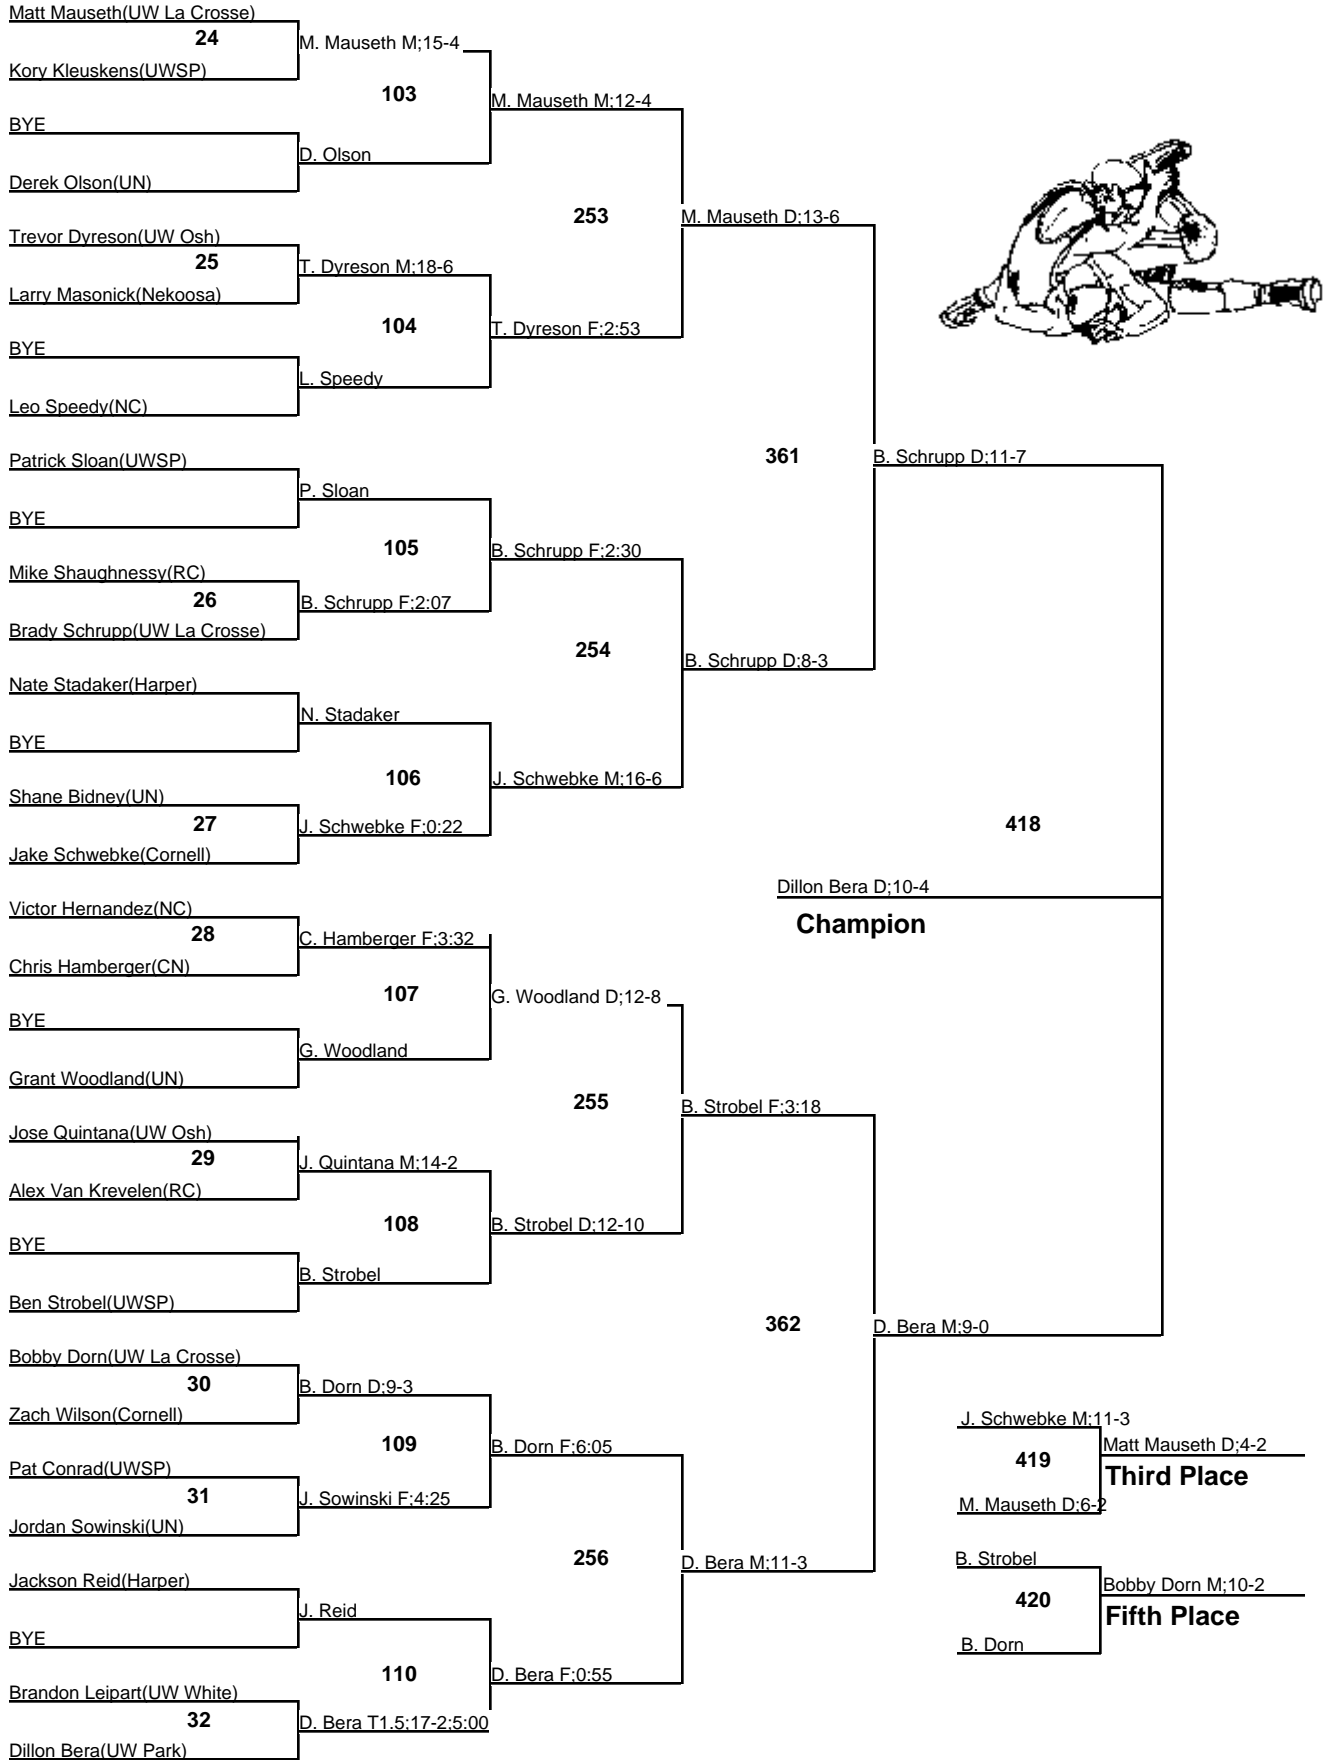 Matt Mauseth(UW La Crosse)
24
M. Mauseth M;15-4
Kory Kleuskens(UWSP)
103
M. Mauseth M;12-4
BYE
D. Olson
Derek Olson(UN)
253
M. Mauseth D;13-6
Trevor Dyreson(UW Osh)
25
T. Dyreson M;18-6
Larry Masonick(Nekoosa)
104
T. Dyreson F;2:53
BYE
L. Speedy
Leo Speedy(NC)
361
B. Schrupp D;11-7
Patrick Sloan(UWSP)
P. Sloan
BYE
105
B. Schrupp F;2:30
Mike Shaughnessy(RC)
26
B. Schrupp F;2:07
Brady Schrupp(UW La Crosse)
254
B. Schrupp D;8-3
Nate Stadaker(Harper)
N. Stadaker
BYE
106
J. Schwebke M;16-6
Shane Bidney(UN)
27
J. Schwebke F;0:22
Jake Schwebke(Cornell)
418
Dillon Bera D;10-4
Champion
Victor Hernandez(NC)
28
C. Hamberger F;3:32
Chris Hamberger(CN)
107
G. Woodland D;12-8
BYE
G. Woodland
Grant Woodland(UN)
255
B. Strobel F;3:18
Jose Quintana(UW Osh)
29
J. Quintana M;14-2
Alex Van Krevelen(RC)
108
B. Strobel D;12-10
BYE
B. Strobel
Ben Strobel(UWSP)
362
D. Bera M;9-0
Bobby Dorn(UW La Crosse)
30
B. Dorn D;9-3
Zach Wilson(Cornell)
109
B. Dorn F;6:05
Pat Conrad(UWSP)
31
J. Sowinski F;4:25
Jordan Sowinski(UN)
256
D. Bera M;11-3
Jackson Reid(Harper)
J. Reid
BYE
110
D. Bera F;0:55
Brandon Leipart(UW White)
32
D. Bera T1.5;17-2;5:00
Dillon Bera(UW Park)
J. Schwebke M;11-3
419
Matt Mauseth D;4-2
Third Place
M. Mauseth D;6-2
B. Strobel
420
Bobby Dorn M;10-2
Fifth Place
B. Dorn